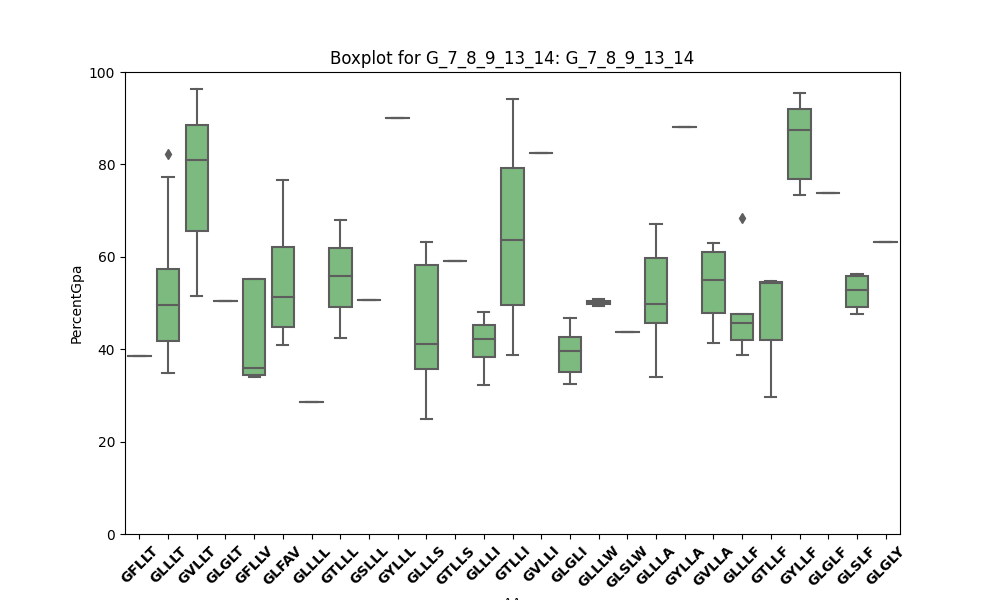 Boxplot for G_7_8_9_13_14: G_7_8_9_13_14
PercentGpa
100
80
60
40
20
0
GFLLT
GLLLT
GVLLT
GLGLT
GFLLV
GLFAV
GLLLL
GTLLL
GSLLL
GYLLL
GLLLS
GTLLS
GLLLI
GTLLI
GVLLI
GLGLI
GLLLW
GLSLW
GLLLA
GYLLA
GVLLA
GLLLF
GTLLF
GYLLF
GLGLF
GLSLF
GLGLY